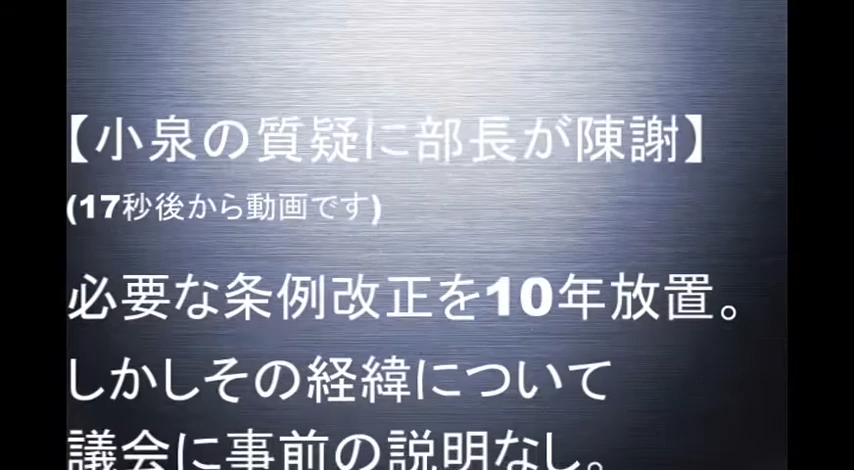 【小泉の質疑に部長が陳謝】
(17秒後から動画です)
必要な条例改正を10年放置。
しかしその経緯について
議会に事前の説明なし。